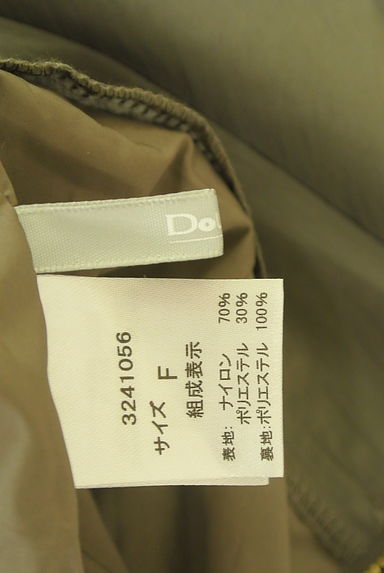 Do
3241056
サイズ F
組成表示
表地: ナイロン 70%
ポリエステル 30%
裏地:ポリエステル 100%